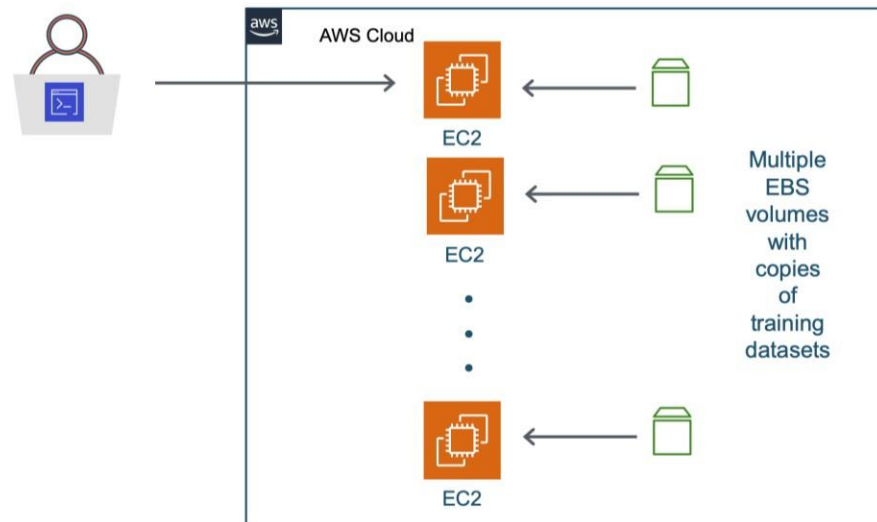 aws
AWS Cloud
EC2
EC2
EC2
Multiple
EBS
volumes
with
copies
of
training
datasets